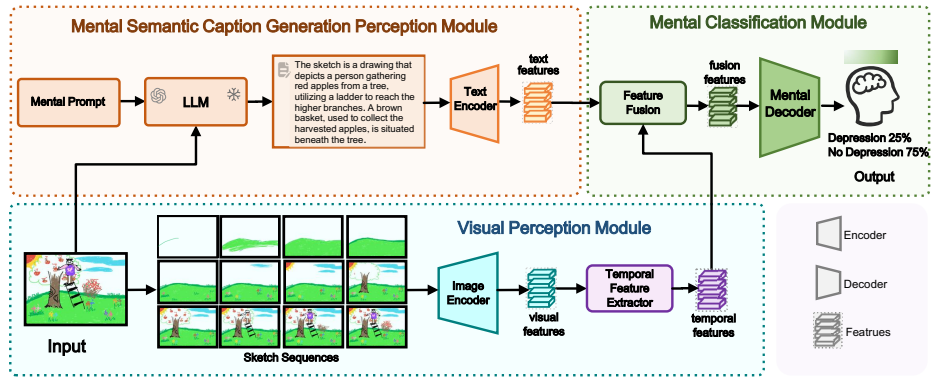 Mental Semantic Caption Generation Perception Module
Mental Prompt
LLM
The sketch is a drawing that
depicts a person gathering
red apples from a tree,
utilizing a ladder to reach the
higher branches. A brown
basket, used to collect the
harvested apples, is situated
beneath the tree.
Text
Encoder
text
features
Mental Classification Module
Feature
Fusion
fusion
features
Mental
Decoder
Depression 25%
No Depression 75%
Output
Visual Perception Module
Input
Sketch Sequences
Image
Encoder
visual
features
Temporal
Feature
Extractor
temporal
features
Encoder
Decoder
Featrues